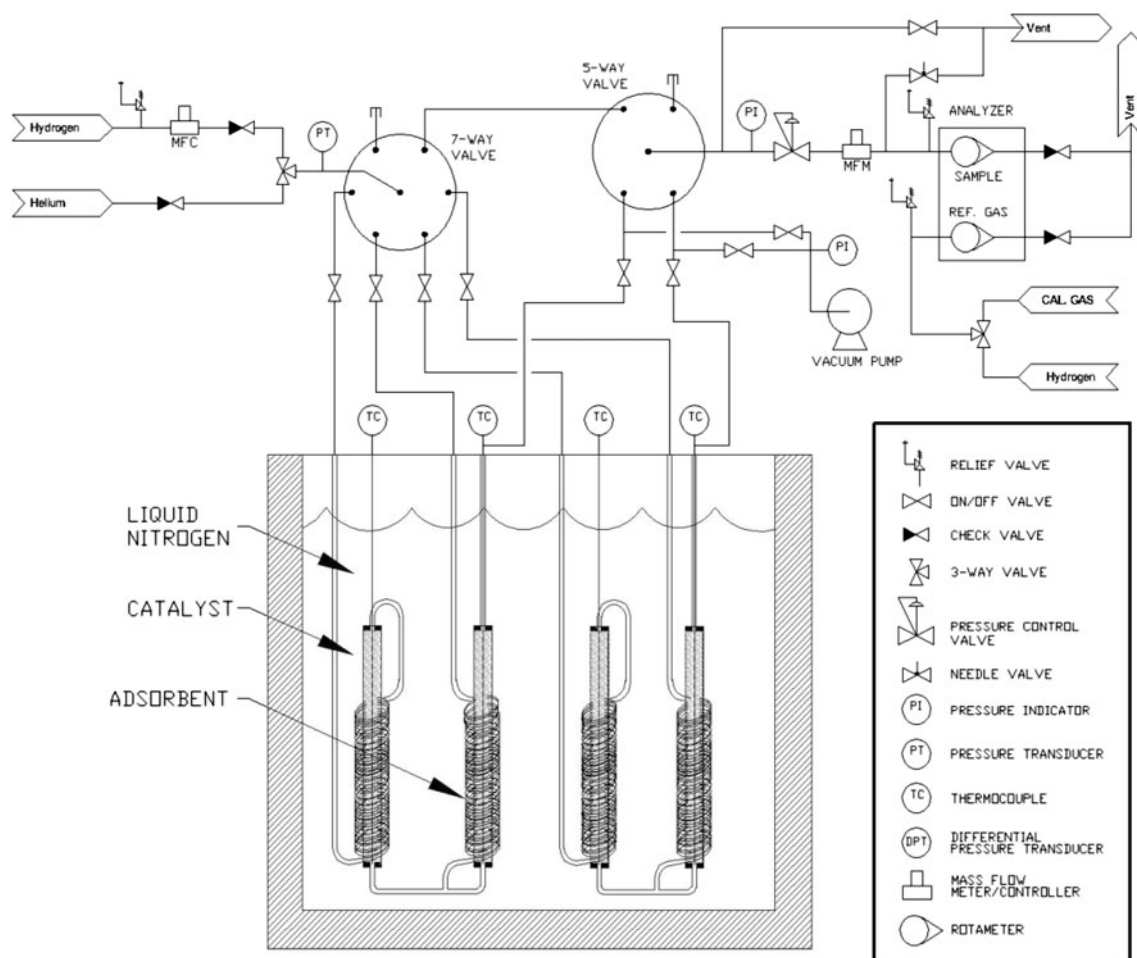 Vent
5-WAY
VALVE
Vent
Hydrogen
MFC
PT
7-WAY
VALVE
PI
MFM
ANALYZER
SAMPLE
Helium
REF. GAS
PI
CAL. GAS
VACUUM PUMP
Hydrogen
TC
TC
TC
TC
LIQUID
NITROGEN
CATALYST
ADSORBENT
RELIEF VALVE
ON/OFF VALVE
CHECK VALVE
3-WAY VALVE
PRESSURE CONTROL
VALVE
NEEDLE VALVE
PI PRESSURE INDICATOR
PT PRESSURE TRANSDUCER
TC THERMOCOUPLE
DPT DIFFERENTIAL
PRESSURE TRANSDUCER
MASS FLOW
METER/CONTROLLER
ROTAMETER